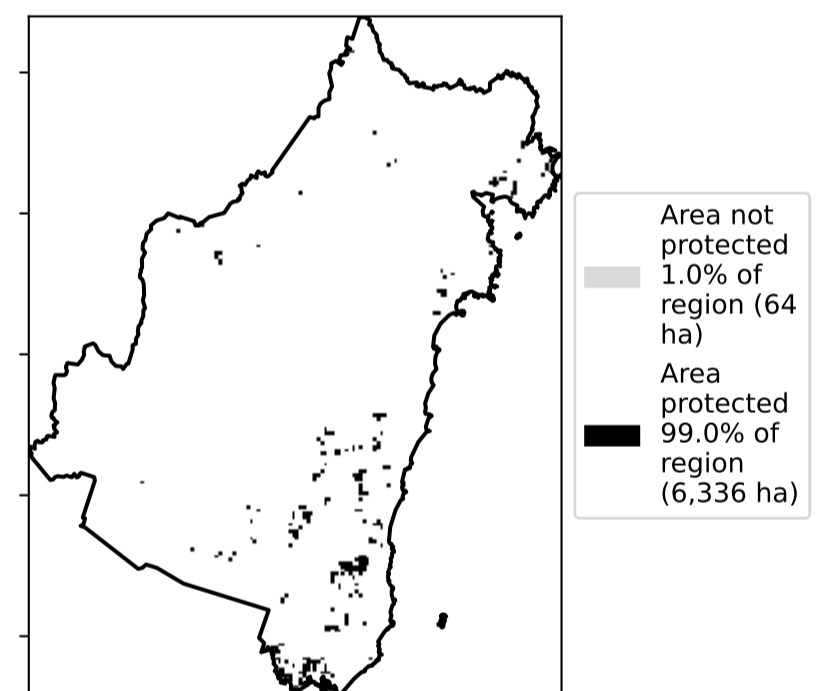 Area not
protected
1.0% of
region (64
ha)
Area
protected
99.0% of
region
(6,336 ha)